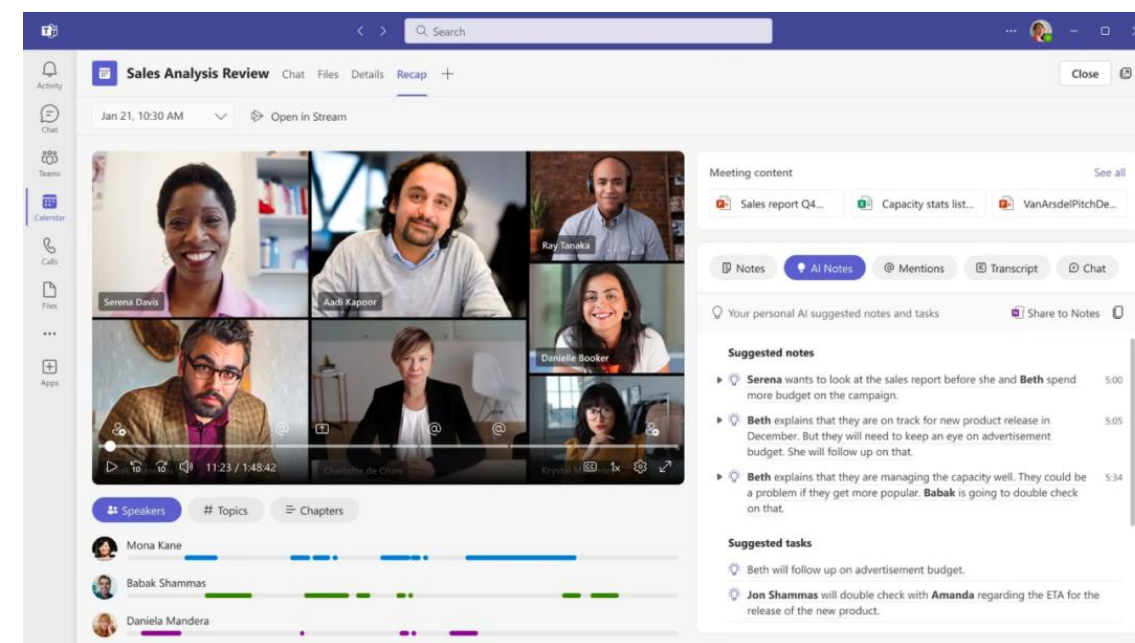 Search
Activity
Chat
Teams
Calendar
Calls
Files
Apps
Sales Analysis Review Chat Files Details Recap
Close
Jan 21, 10:30 AM
Open in Stream
Serena Davis
Aadi Kapoor
Ray Tanaka
Danielle Booker
Charlotte de Crum
Krystal M
10 10 11:23 / 1:48:42
CC 1x
Speakers # Topics Chapters
Mona Kane
Babak Shammas
Daniela Mandera
Meeting content See all
Sales report Q4... Capacity stats list... VanArsdelPitchDe...
Notes AI Notes @ Mentions Transcript Chat
Your personal AI suggested notes and tasks Share to Notes
Suggested notes
Serena wants to look at the sales report before she and Beth spend 5:00
more budget on the campaign.
Beth explains that they are on track for new product release in 5:05
December. But they will need to keep an eye on advertisement
budget. She will follow up on that.
Beth explains that they are managing the capacity well. They could be 5:34
a problem if they get more popular. Babak is going to double check
on that.
Suggested tasks
Beth will follow up on advertisement budget.
Jon Shammas will double check with Amanda regarding the ETA for the
release of the new product.